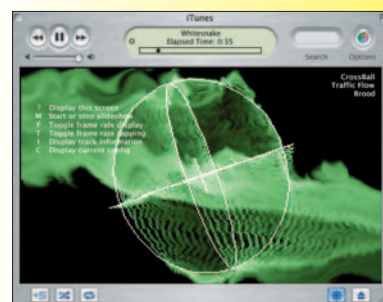 iTunes
Whitesnake
Elapsed Time: 0:35
Search
Options
CrossBall
Traffic Flow
Brood
? Display this screen
M Start or stop slideshow
F Toggle frame rate display
T Toggle frame rate capping
I Display track information
C Display current config